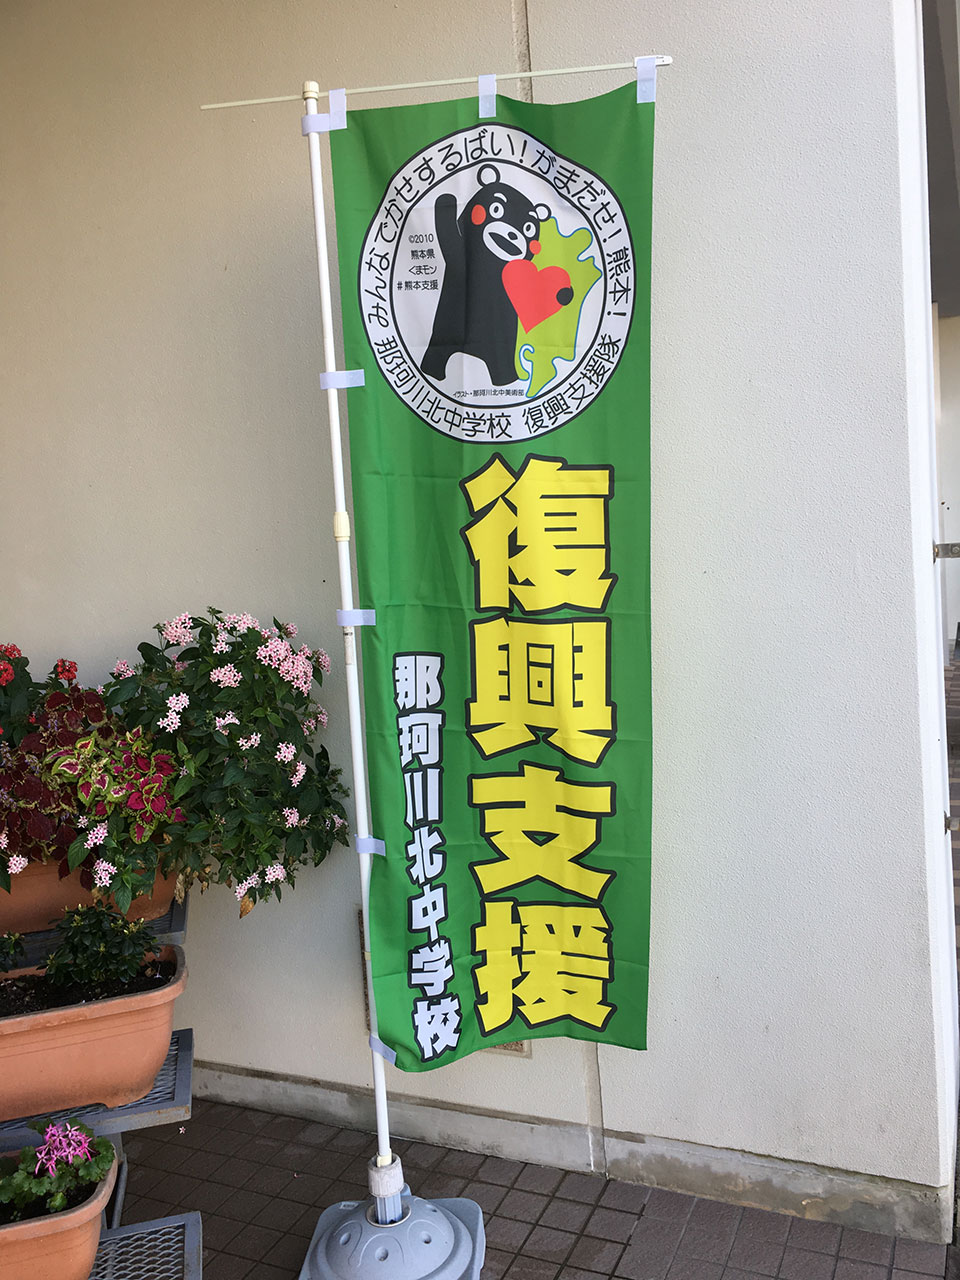 みんなでかせするばい！がまだせ！熊本！
©2010
熊本県
くまモン
#熊本支援
イラスト・那珂川北中美術部
那珂川北中学校 復興支援隊
復興支援
那珂川北中学校